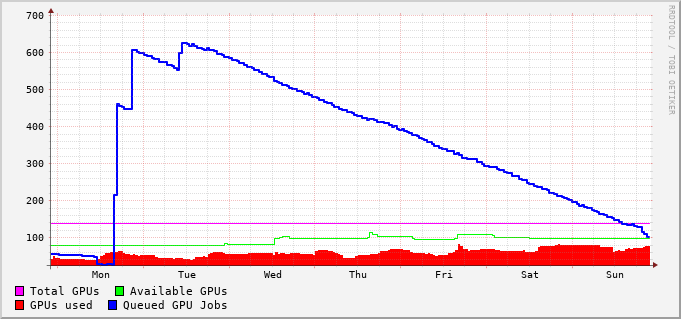 700
600
500
400
300
200
100
Mon Tue Wed Thu Fri Sat Sun
Total GPUs Available GPUs
GPUs used Queued GPU Jobs
RRDTOOL / TOBI OETIKER